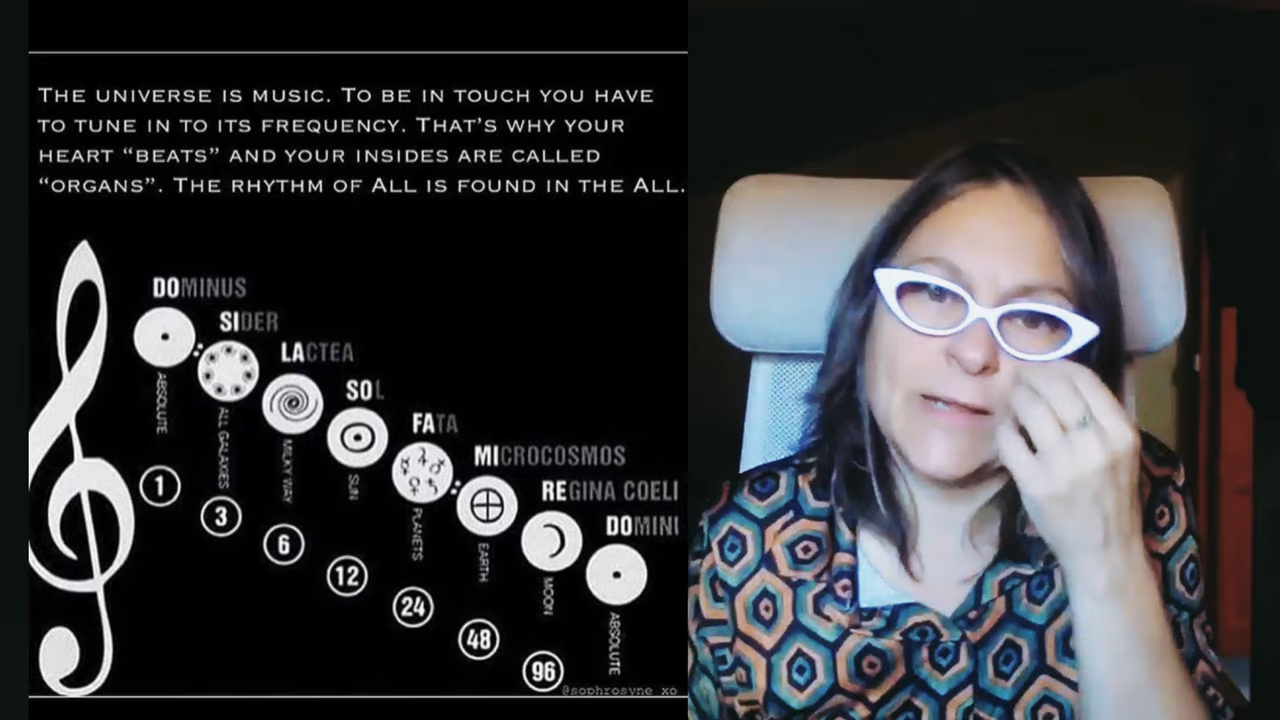 THE UNIVERSE IS MUSIC. TO BE IN TOUCH YOU HAVE
TO TUNE IN TO ITS FREQUENCY. THAT'S WHY YOUR
HEART “BEATS” AND YOUR INSIDES ARE CALLED
“ORGANS”. THE RHYTHM OF ALL IS FOUND IN THE ALL.
DOMINUS
SIDER
LACTEA
SOL
FATA
MICROCOSMOS
REGINA COELI
DOMINI
ABSOLUTE
ALL GALAXIES
MILKY WAY
SUN
PLANETS
EARTH
MOON
ABSOLUTE
1
3
6
12
24
48
96
@sophrosyne_xo